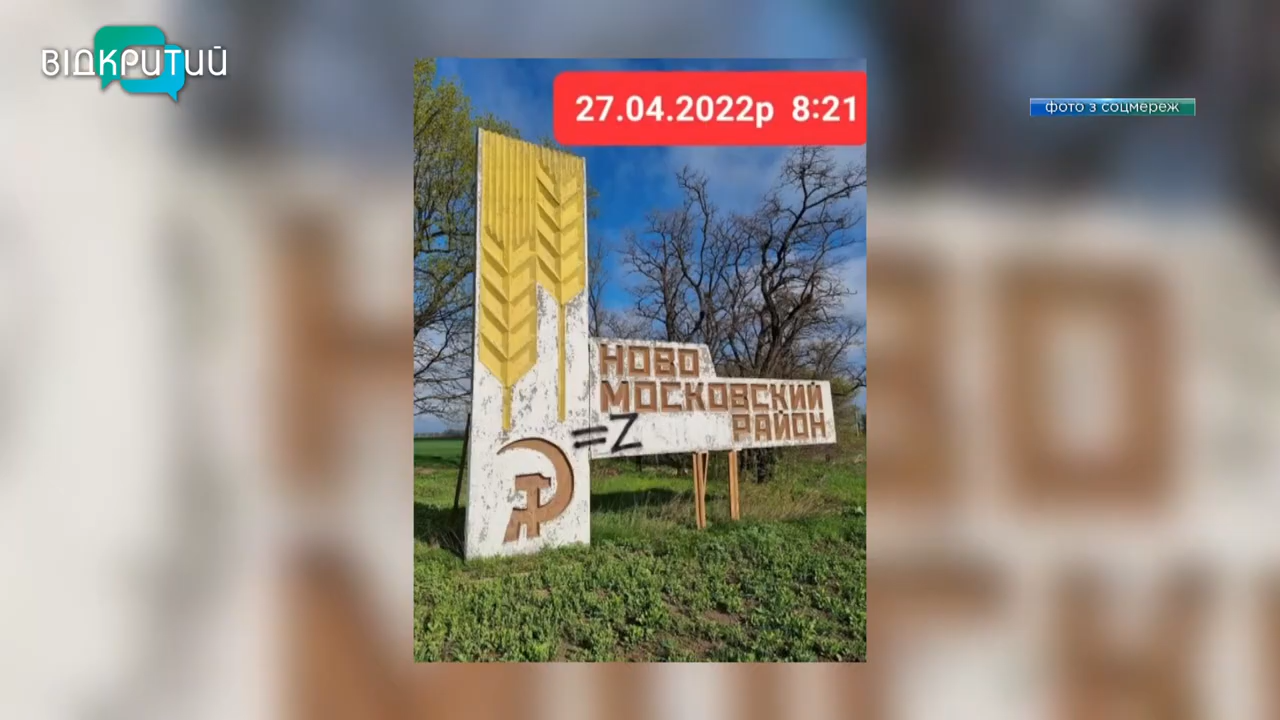 ВІДКРИТИЙ
фото з соцмереж
27.04.2022р 8:21
НОВО
МОСКОВСКИЙ
РАЙОН
=Z